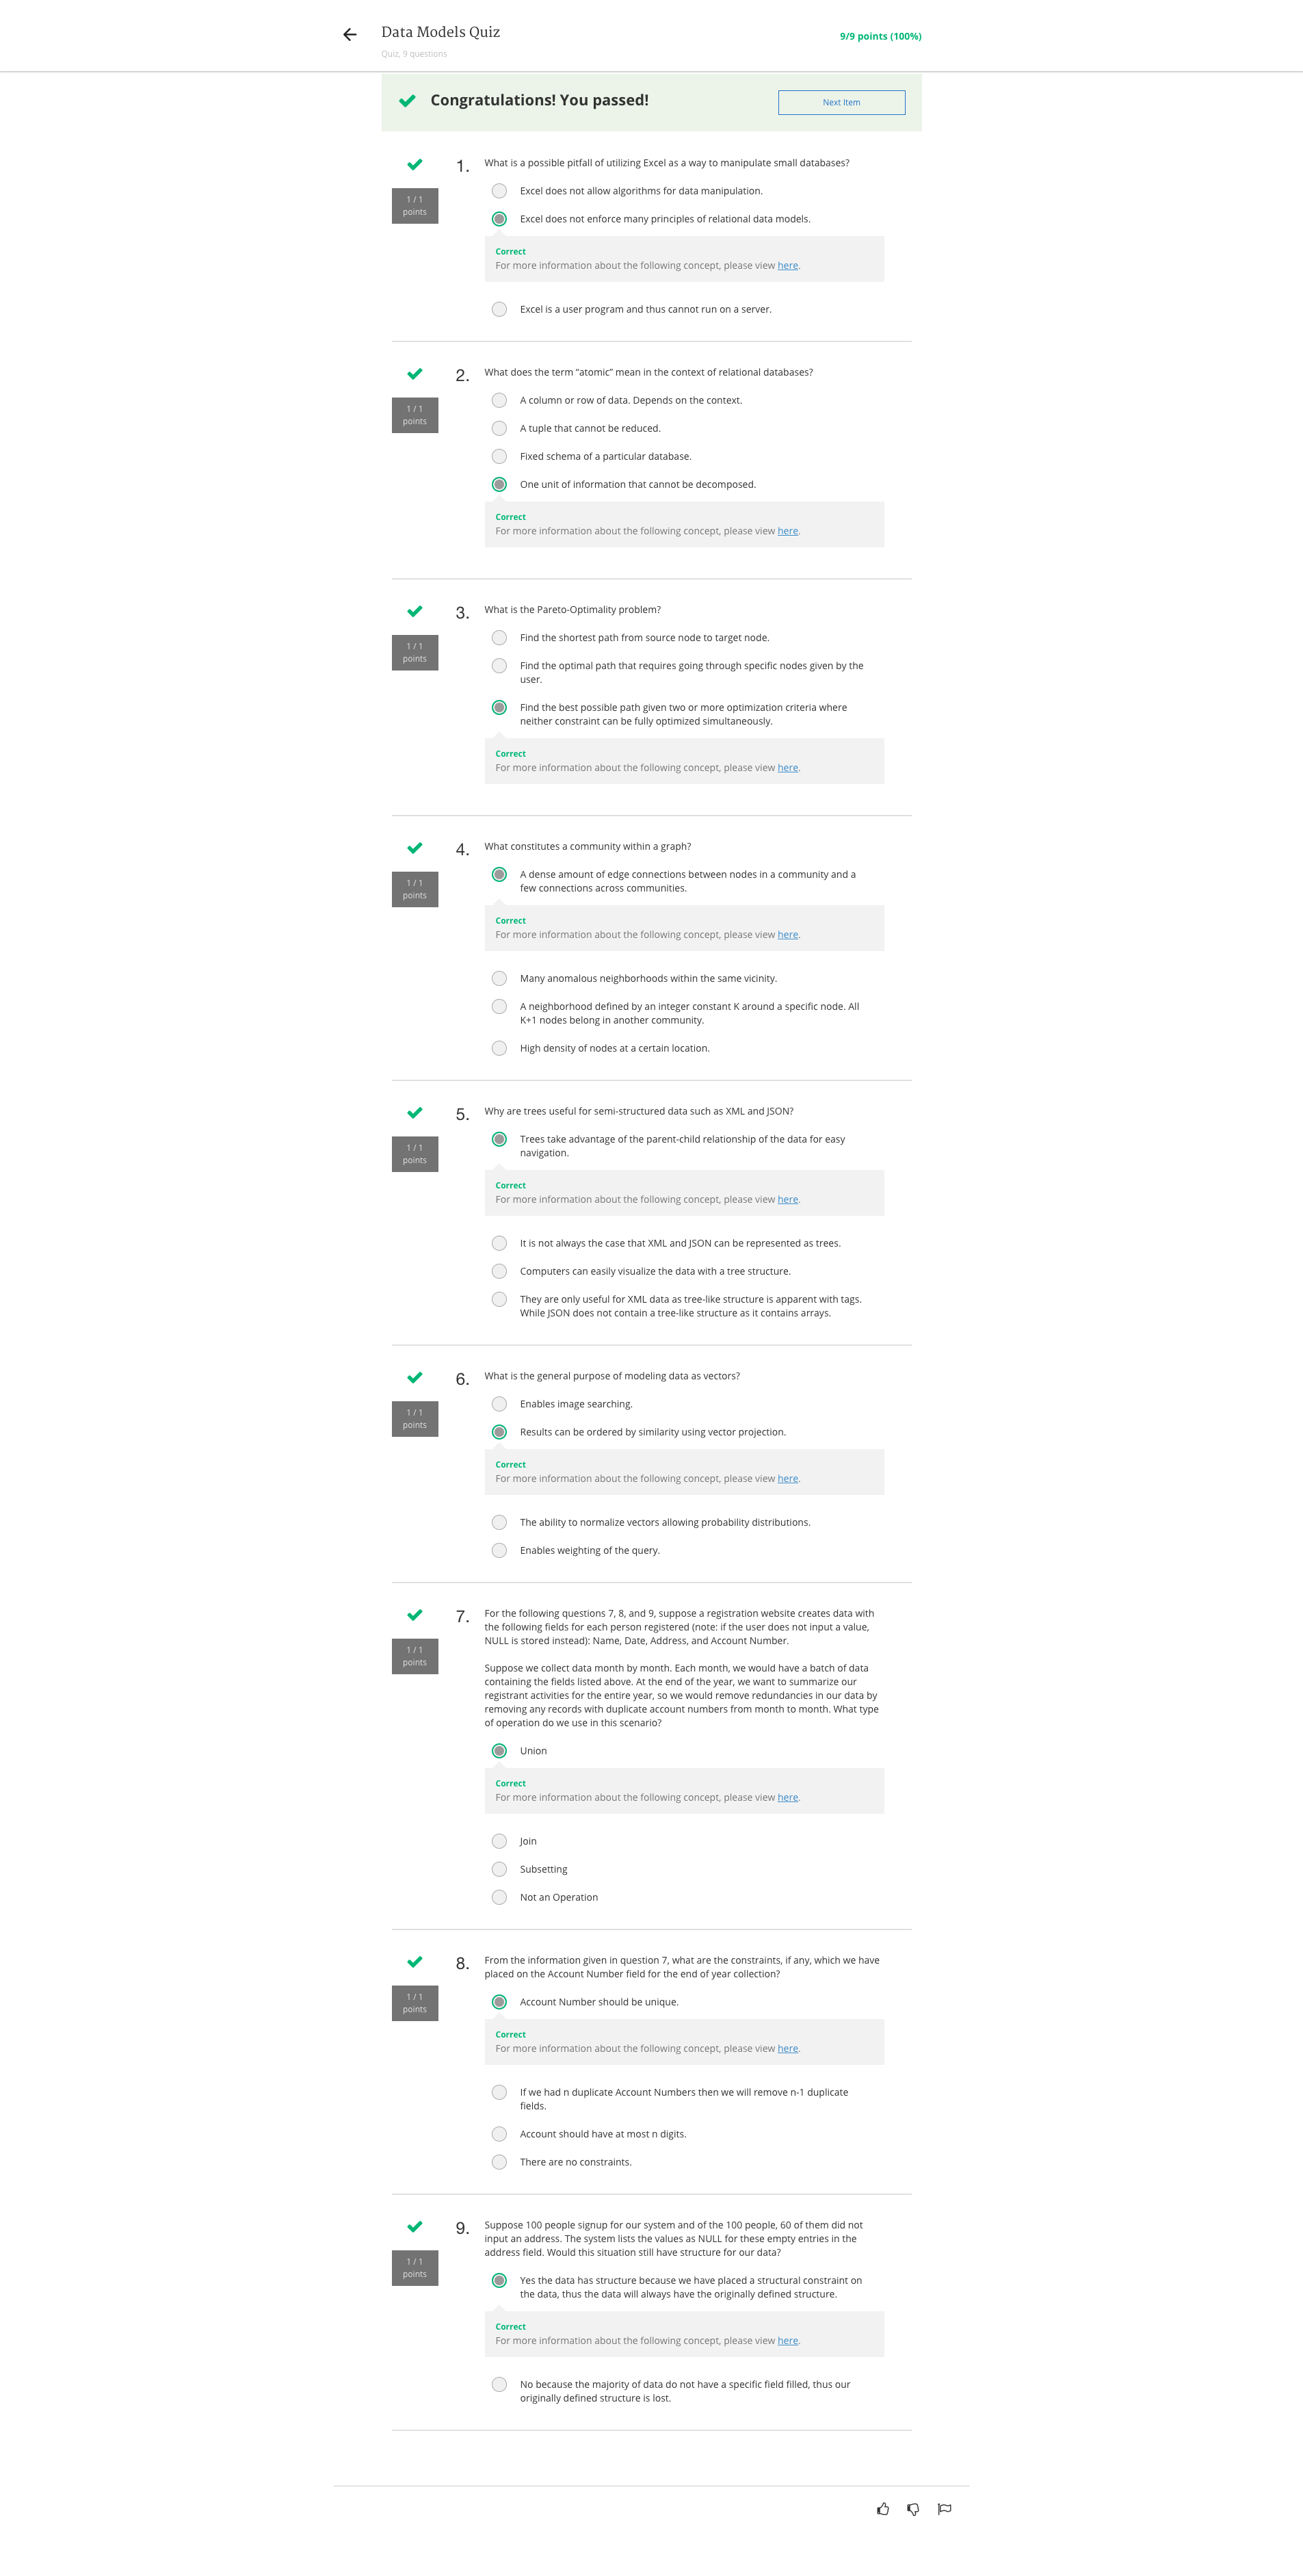 Data Models Quiz
9/9 points (100%)
Quiz, 9 questions
Congratulations! You passed!
Next Item
1 / 1
points
1.
What is a possible pitfall of utilizing Excel as a way to manipulate small databases?
Excel does not allow algorithms for data manipulation.
Excel does not enforce many principles of relational data models.
Correct
For more information about the following concept, please view here.
Excel is a user program and thus cannot run on a server.
1 / 1
points
2.
What does the term “atomic” mean in the context of relational databases?
A column or row of data. Depends on the context.
A tuple that cannot be reduced.
Fixed schema of a particular database.
One unit of information that cannot be decomposed.
Correct
For more information about the following concept, please view here.
1 / 1
points
3.
What is the Pareto-Optimality problem?
Find the shortest path from source node to target node.
Find the optimal path that requires going through specific nodes given by the
user.
Find the best possible path given two or more optimization criteria where
neither constraint can be fully optimized simultaneously.
Correct
For more information about the following concept, please view here.
1 / 1
points
4.
What constitutes a community within a graph?
A dense amount of edge connections between nodes in a community and a
few connections across communities.
Correct
For more information about the following concept, please view here.
Many anomalous neighborhoods within the same vicinity.
A neighborhood defined by an integer constant K around a specific node. All
K+1 nodes belong in another community.
High density of nodes at a certain location.
1 / 1
points
5.
Why are trees useful for semi-structured data such as XML and JSON?
Trees take advantage of the parent-child relationship of the data for easy
navigation.
Correct
For more information about the following concept, please view here.
It is not always the case that XML and JSON can be represented as trees.
Computers can easily visualize the data with a tree structure.
They are only useful for XML data as tree-like structure is apparent with tags.
While JSON does not contain a tree-like structure as it contains arrays.
1 / 1
points
6.
What is the general purpose of modeling data as vectors?
Enables image searching.
Results can be ordered by similarity using vector projection.
Correct
For more information about the following concept, please view here.
The ability to normalize vectors allowing probability distributions.
Enables weighting of the query.
1 / 1
points
7.
For the following questions 7, 8, and 9, suppose a registration website creates data with
the following fields for each person registered (note: if the user does not input a value,
NULL is stored instead): Name, Date, Address, and Account Number.
Suppose we collect data month by month. Each month, we would have a batch of data
containing the fields listed above. At the end of the year, we want to summarize our
registrant activities for the entire year, so we would remove redundancies in our data by
removing any records with duplicate account numbers from month to month. What type
of operation do we use in this scenario?
Union
Correct
For more information about the following concept, please view here.
Join
Subsetting
Not an Operation
1 / 1
points
8.
From the information given in question 7, what are the constraints, if any, which we have
placed on the Account Number field for the end of year collection?
Account Number should be unique.
Correct
For more information about the following concept, please view here.
If we had n duplicate Account Numbers then we will remove n-1 duplicate
fields.
Account should have at most n digits.
There are no constraints.
1 / 1
points
9.
Suppose 100 people signup for our system and of the 100 people, 60 of them did not
input an address. The system lists the values as NULL for these empty entries in the
address field. Would this situation still have structure for our data?
Yes the data has structure because we have placed a structural constraint on
the data, thus the data will always have the originally defined structure.
Correct
For more information about the following concept, please view here.
No because the majority of data do not have a specific field filled, thus our
originally defined structure is lost.